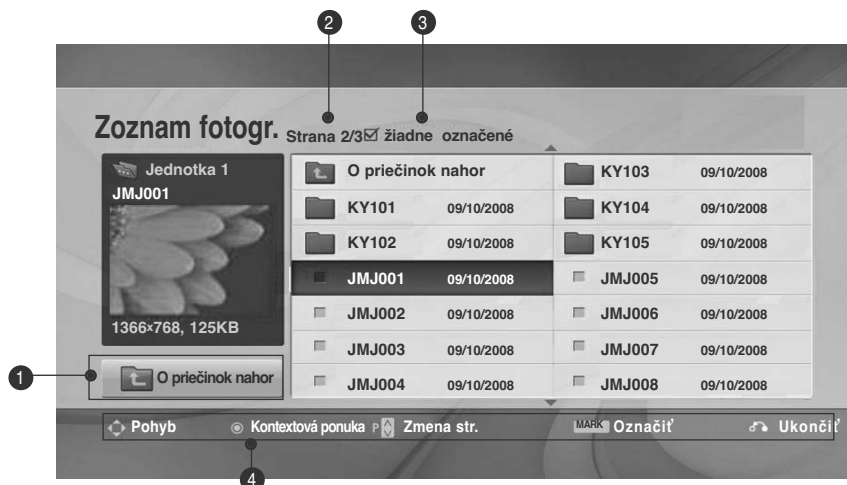 2 3
Zoznam fotogr. Strana 2/3 žiadne označené
Jednotka 1
JMJ001
1366x768, 125KB
1 O priečinok nahor
O priečinok nahor
KY101 09/10/2008
KY102 09/10/2008
JMJ001 09/10/2008
JMJ002 09/10/2008
JMJ003 09/10/2008
JMJ004 09/10/2008
KY103 09/10/2008
KY104 09/10/2008
KY105 09/10/2008
JMJ005 09/10/2008
JMJ006 09/10/2008
JMJ007 09/10/2008
JMJ008 09/10/2008
Pohyb Kontextová ponuka P Zmena str. MARK Označiť Ukončiť
4